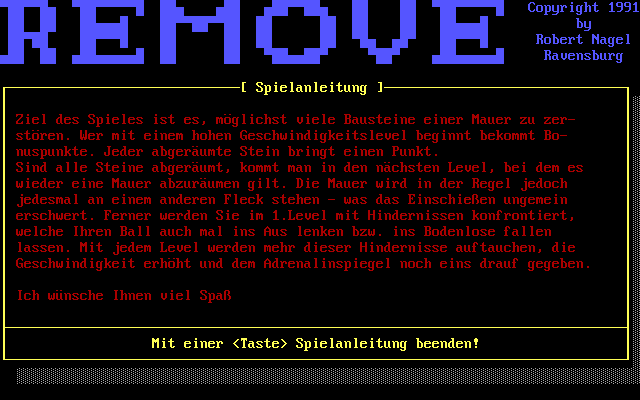 REMOVE
Copyright 1991
by
Robert Nagel
Ravensburg
[ Spielanleitung ]
Ziel des Spieles ist es, möglichst viele Bausteine einer Mauer zu zer-
stören. Wer mit einem hohen Geschwindigkeitslevel beginnt bekommt Bo-
nuspunkte. Jeder abgeräumte Stein bringt einen Punkt.
Sind alle Steine abgeräumt, kommt man in den nächsten Level, bei dem es
wieder eine Mauer abzuräumen gilt. Die Mauer wird in der Regel jedoch
jedesmal an einem anderen Fleck stehen - was das Einschießen ungemein
erschwert. Ferner werden Sie im 1.Level mit Hindernissen konfrontiert,
welche Ihren Ball auch mal ins Aus lenken bzw. ins Bodenlose fallen
lassen. Mit jedem Level werden mehr dieser Hindernisse auftauchen, die
Geschwindigkeit erhöht und dem Adrenalinspiegel noch eins drauf gegeben.
Ich wünsche Ihnen viel Spaß
Mit einer <Taste> Spielanleitung beenden!